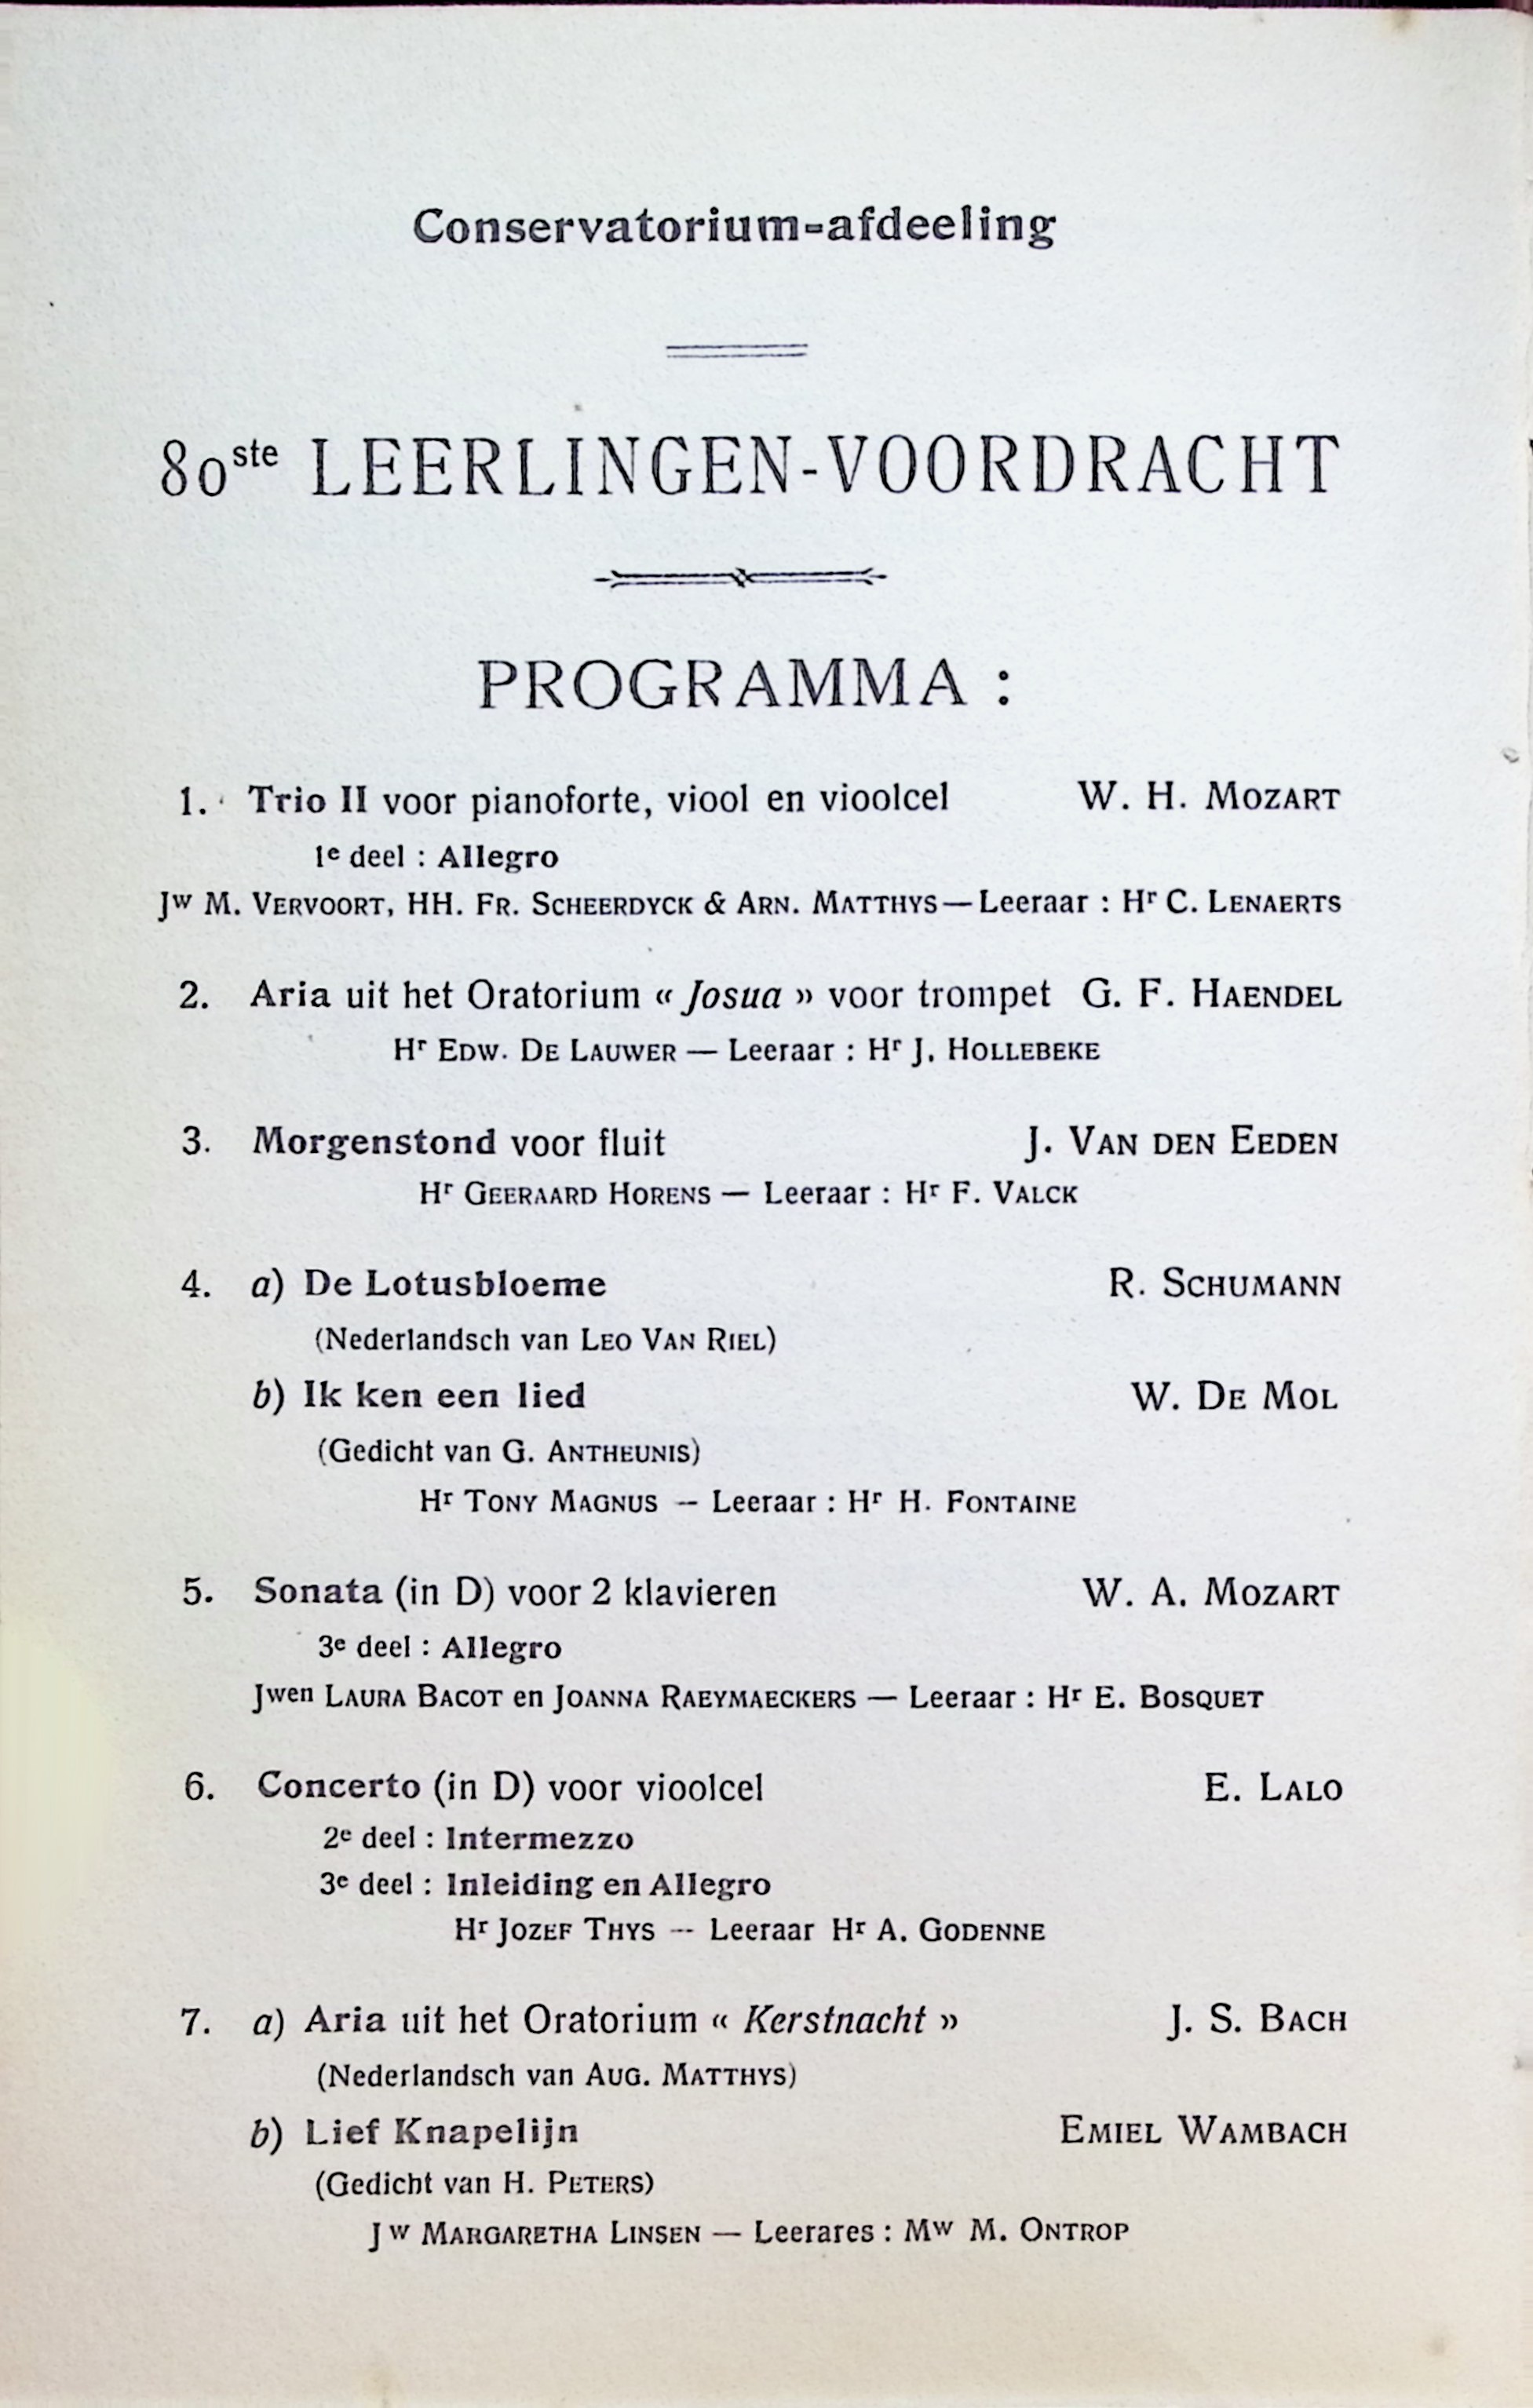 Conservatorium-afdeeling
80ste LEERLINGEN-VOORDRACHT
PROGRAMMA :
1. Trio II voor pianoforte, viool en vioolcel W. H. MOZART
1e deel : Allegro
Jw M. VERVOORT, HH. FR. SCHEERDYCK & ARN. MATTHYS — Leeraar : Hr C. LENAERTS
2. Aria uit het Oratorium « Josua » voor trompet G. F. HAENDEL
Hr EDW. DE LAUWER — Leeraar : Hr J. HOLLEBEKE
3. Morgenstond voor fluit J. VAN DEN EEDEN
Hr GEERAARD HORENS — Leeraar : Hr F. VALCK
4. a) De Lotusbloeme R. SCHUMANN
(Nederlandsch van LEO VAN RIEL)
b) Ik ken een lied W. DE MOL
(Gedicht van G. ANTHEUNIS)
Hr TONY MAGNUS — Leeraar : Hr H. FONTAINE
5. Sonata (in D) voor 2 klavieren W. A. MOZART
3e deel : Allegro
Jwen LAURA BACOT en JOANNA RAEYMAECKERS — Leeraar : Hr E. BOSQUET
6. Concerto (in D) voor vioolcel E. LALO
2e deel : Intermezzo
3e deel : Inleiding en Allegro
Hr JOZEF THYS — Leeraar Hr A. GODENNE
7. a) Aria uit het Oratorium « Kerstnacht » J. S. BACH
(Nederlandsch van AUG. MATTHYS)
b) Lief Knapelijn EMIEL WAMBACH
(Gedicht van H. PETERS)
Jw MARGARETHA LINSEN — Leerares : Mw M. ONTROP